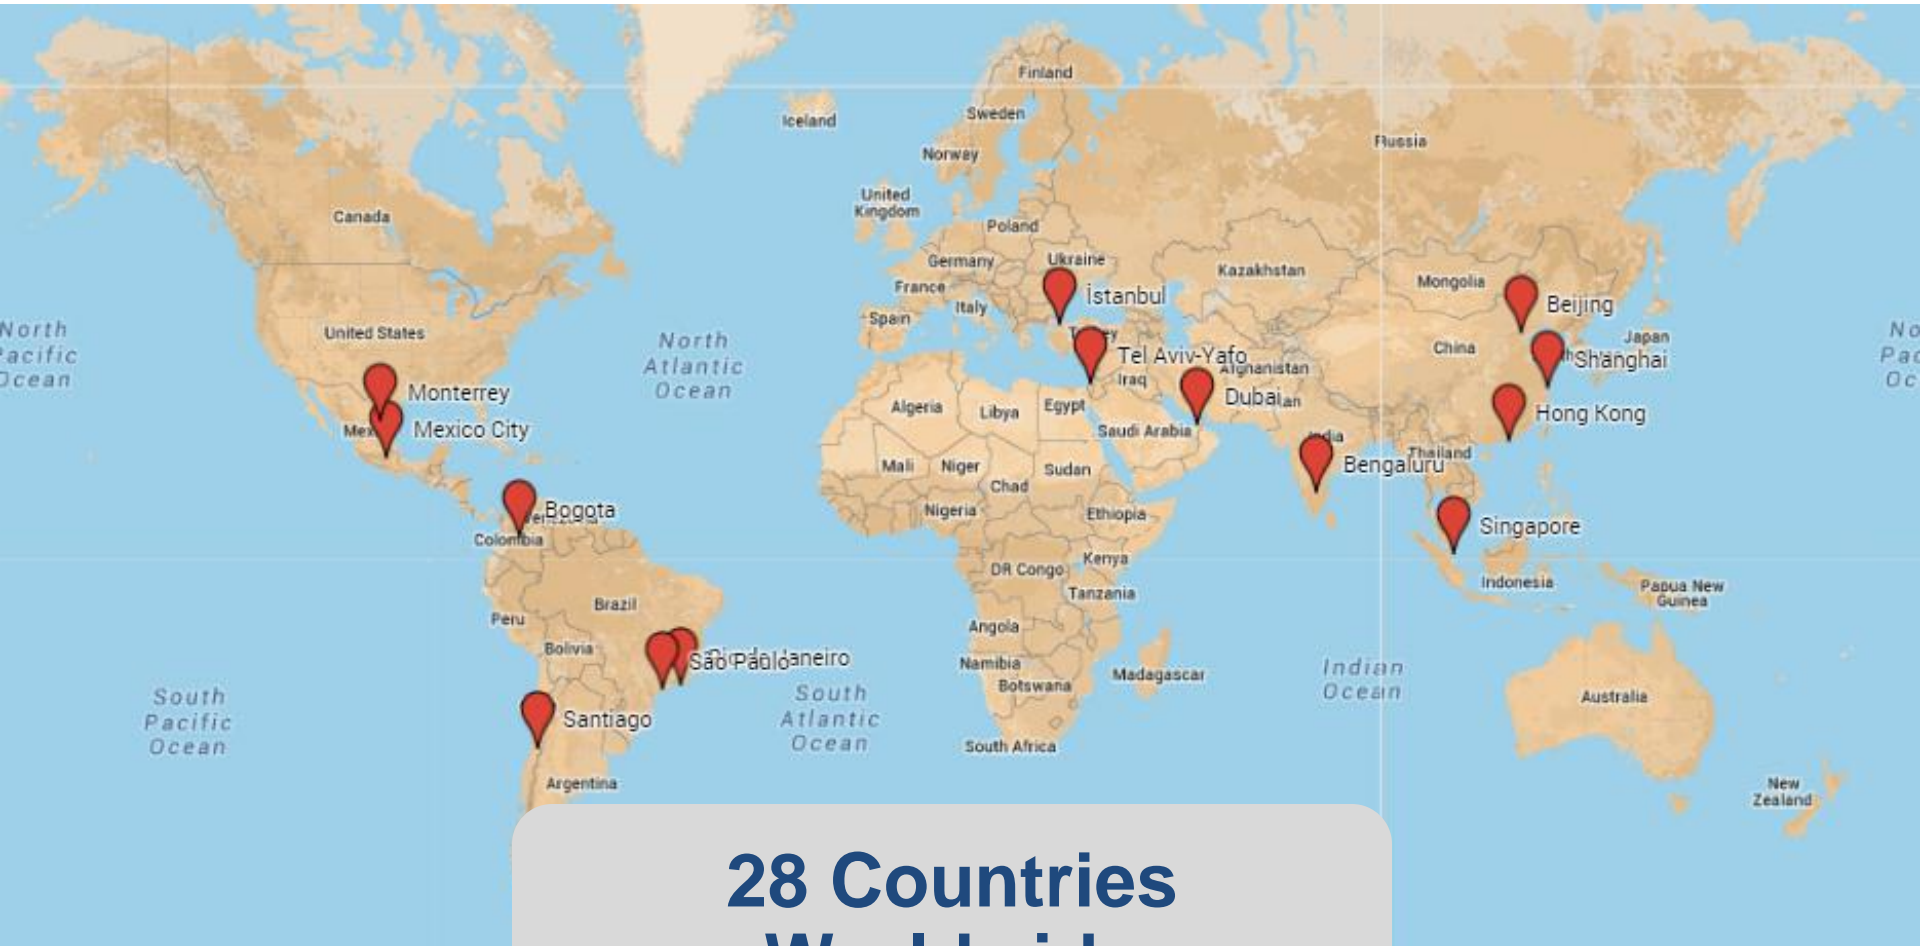 Finland
Iceland
Sweden
Russia
Norway
United
Kingdom
Canada
Poland
Germany
Ukraine
Kazakhstan
Mongolia
France
İstanbul
Beijing
Italy
Spain
North
Pacific
Ocean
United States
North
Atlantic
Ocean
Japan
China
Tel Aviv-Yafo
Shanghai
Afghanistan
Iraq
Monterrey
Dubai
Algeria
Libya
Egypt
Hong Kong
Saudi Arabia
Mexico City
India
Thailand
Mali
Niger
Sudan
Bengaluru
Chad
Bogota
Venezuela
Nigeria
Ethiopia
Singapore
Colombia
Kenya
DR Congo
Indonesia
Papua New
Guinea
Tanzania
Brazil
Peru
Angola
Bolivia
São Paulo
Janeiro
Namibia
Madagascar
Indian
Ocean
Botswana
South
Pacific
Ocean
South
Atlantic
Ocean
Australia
Santiago
South Africa
Argentina
New
Zealand
28 Countries